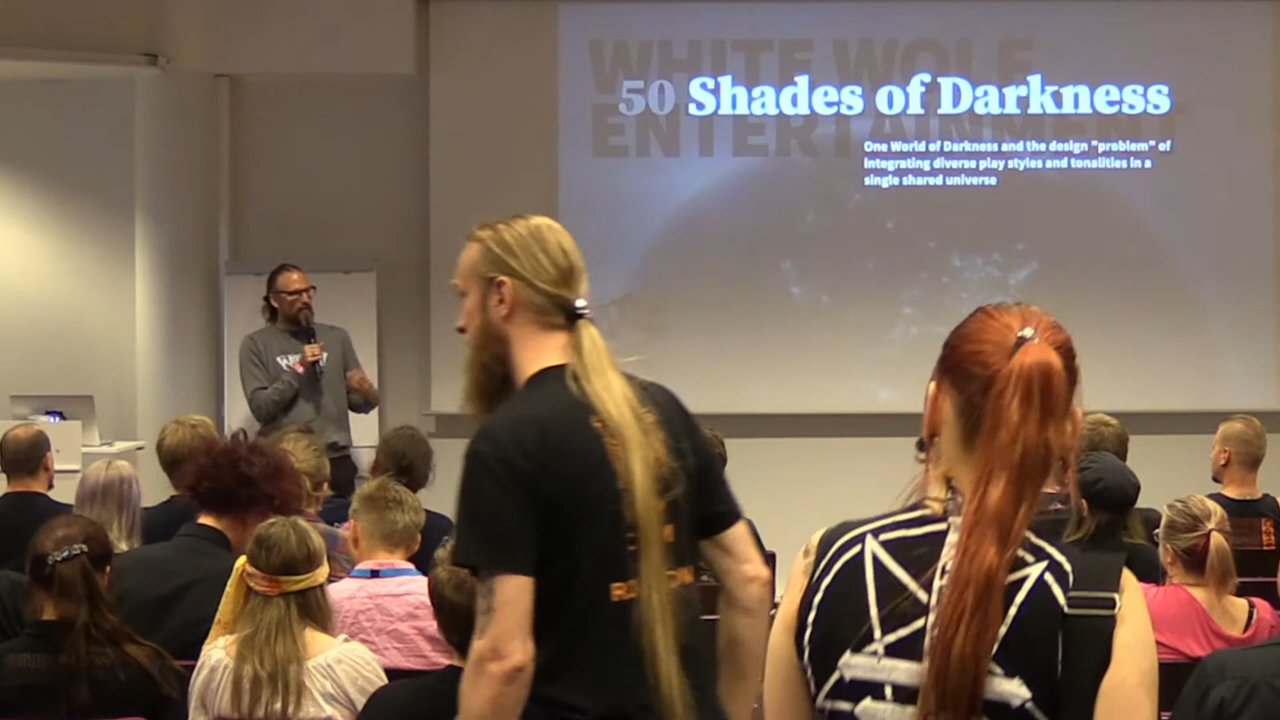 WHITE WOLF
ENTERTAINMENT
50 Shades of Darkness
One World of Darkness and the design "problem" of
integrating diverse play styles and tonalities in a
single shared universe